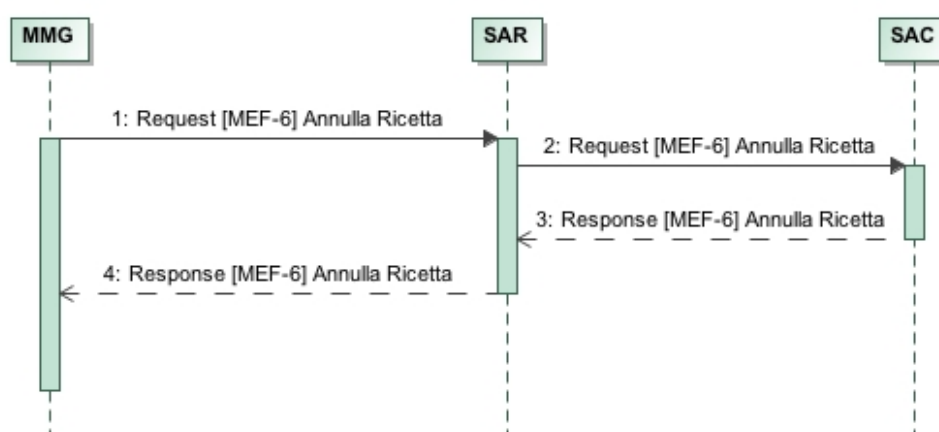 MMG
SAR
SAC
1: Request [MEF-6] Annulla Ricetta
2: Request [MEF-6] Annulla Ricetta
3: Response [MEF-6] Annulla Ricetta
4: Response [MEF-6] Annulla Ricetta